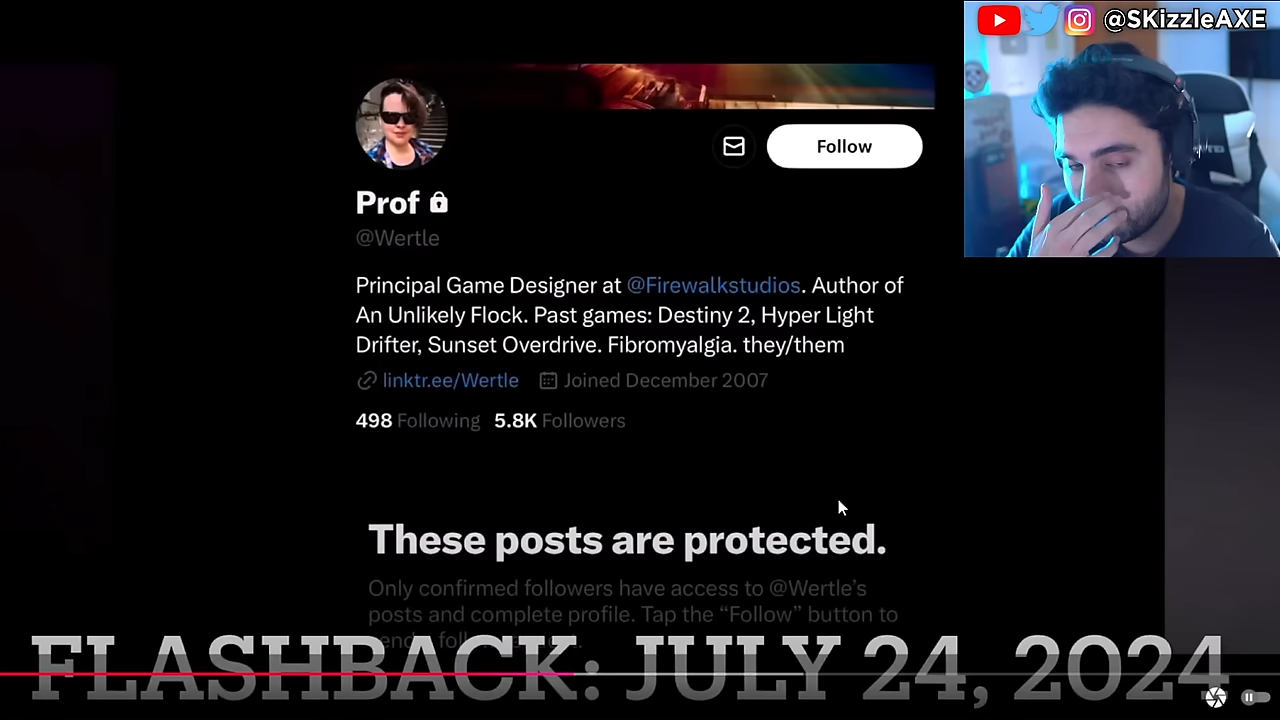 @SKizzleAXE
Follow
Prof
@Wertle
Principal Game Designer at @Firewalkstudios. Author of
An Unlikely Flock. Past games: Destiny 2, Hyper Light
Drifter, Sunset Overdrive. Fibromyalgia. they/them
linktr.ee/Wertle Joined December 2007
498 Following 5.8K Followers
These posts are protected.
Only confirmed followers have access to @Wertle's
posts and complete profile. Tap the “Follow” button to
FLASHBACK: JULY 24, 2024